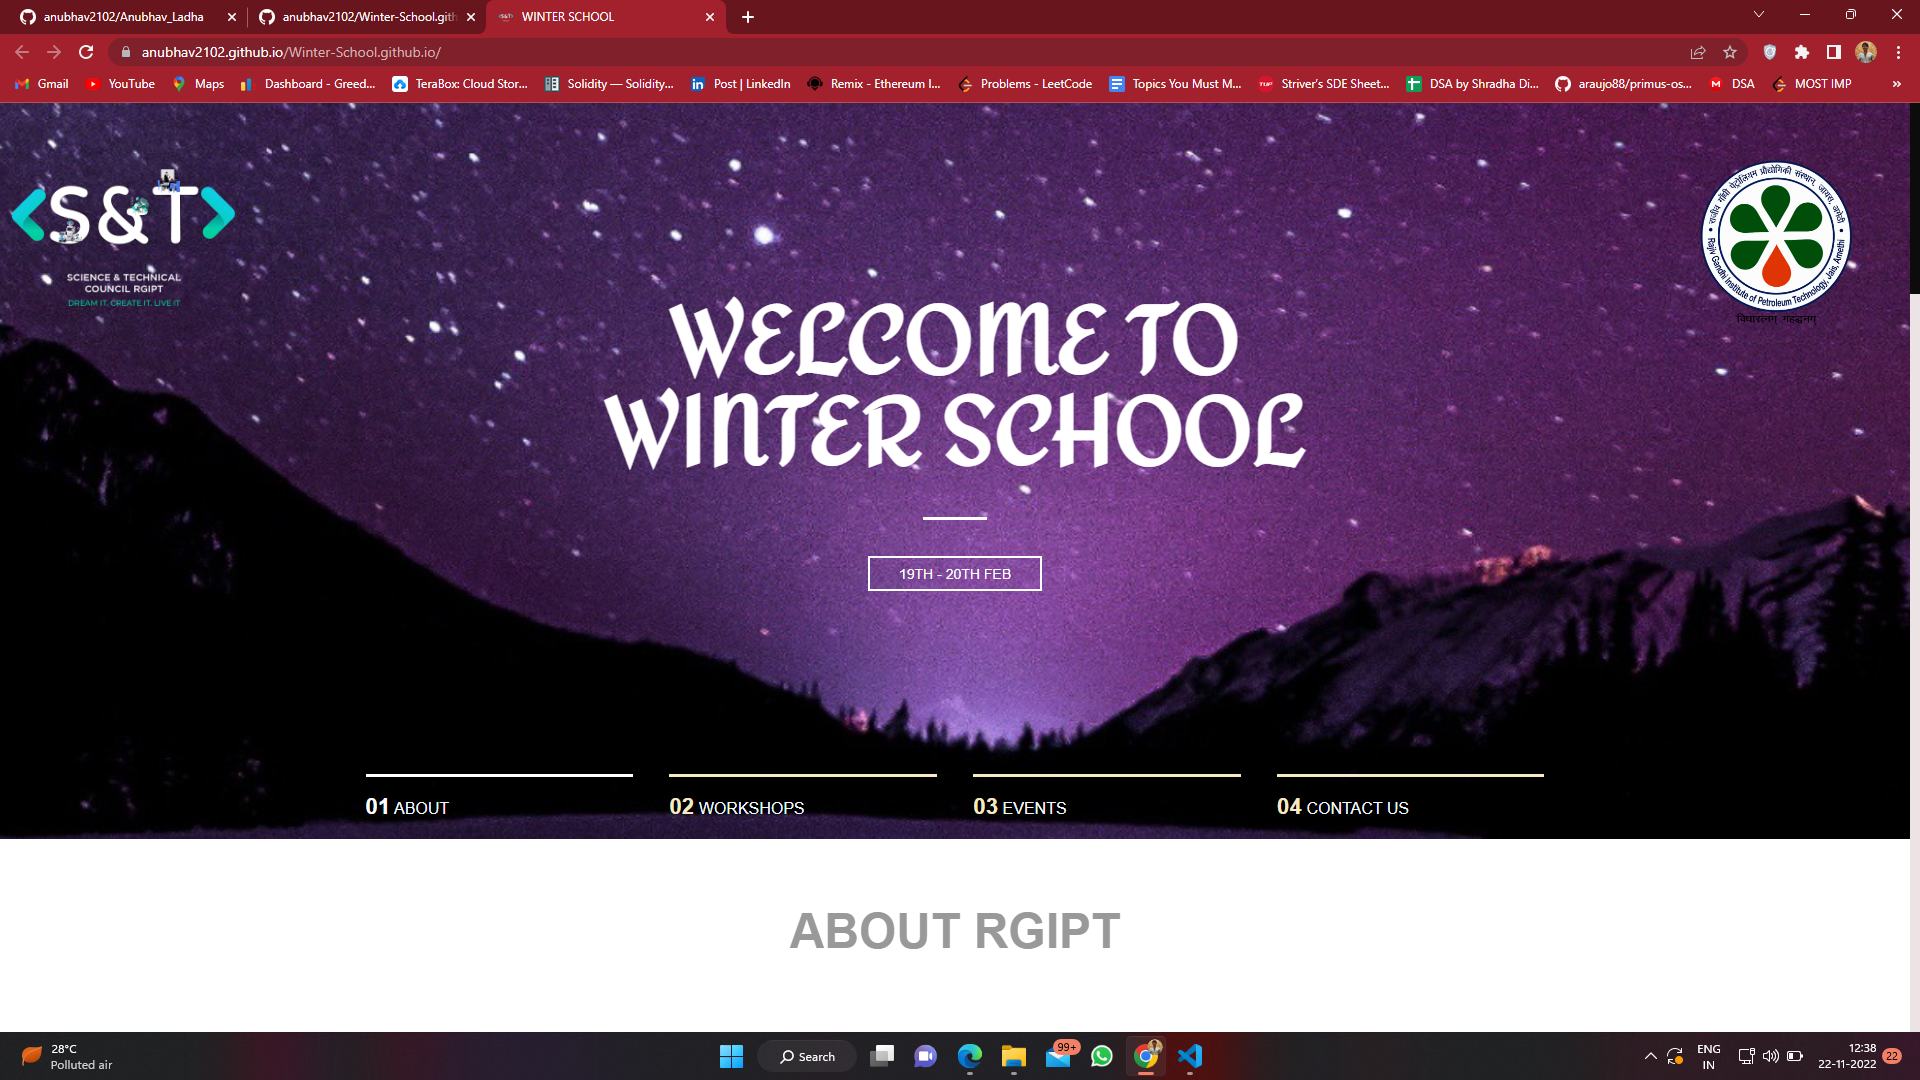 anubhav2102/Anubhav_Ladha
anubhav2102/Winter-School.gith
WINTER SCHOOL
anubhav2102.github.io/Winter-School.github.io/
Gmail
YouTube
Maps
Dashboard - Greed...
TeraBox: Cloud Stor...
Solidity — Solidity...
Post | LinkedIn
Remix - Ethereum I...
Problems - LeetCode
Topics You Must M...
Striver's SDE Sheet...
DSA by Shradha Di...
araujo88/primus-os...
DSA
MOST IMP
»
<S&T>
SCIENCE & TECHNICAL
COUNCIL RGIPT
DREAM IT. CREATE IT. LIVE IT
राजीव गाँधी पेट्रोलियम प्रौद्योगिकी संस्थान, जायस, अमेठी
Rajiv Gandhi Institute of Petroleum Technology, Jais, Amethi
WELCOME TO
WINTER SCHOOL
19TH - 20TH FEB
01 ABOUT
02 WORKSHOPS
03 EVENTS
04 CONTACT US
ABOUT RGIPT
28°C
Polluted air
Search
99+
ENG
IN
12:38
22-11-2022
22